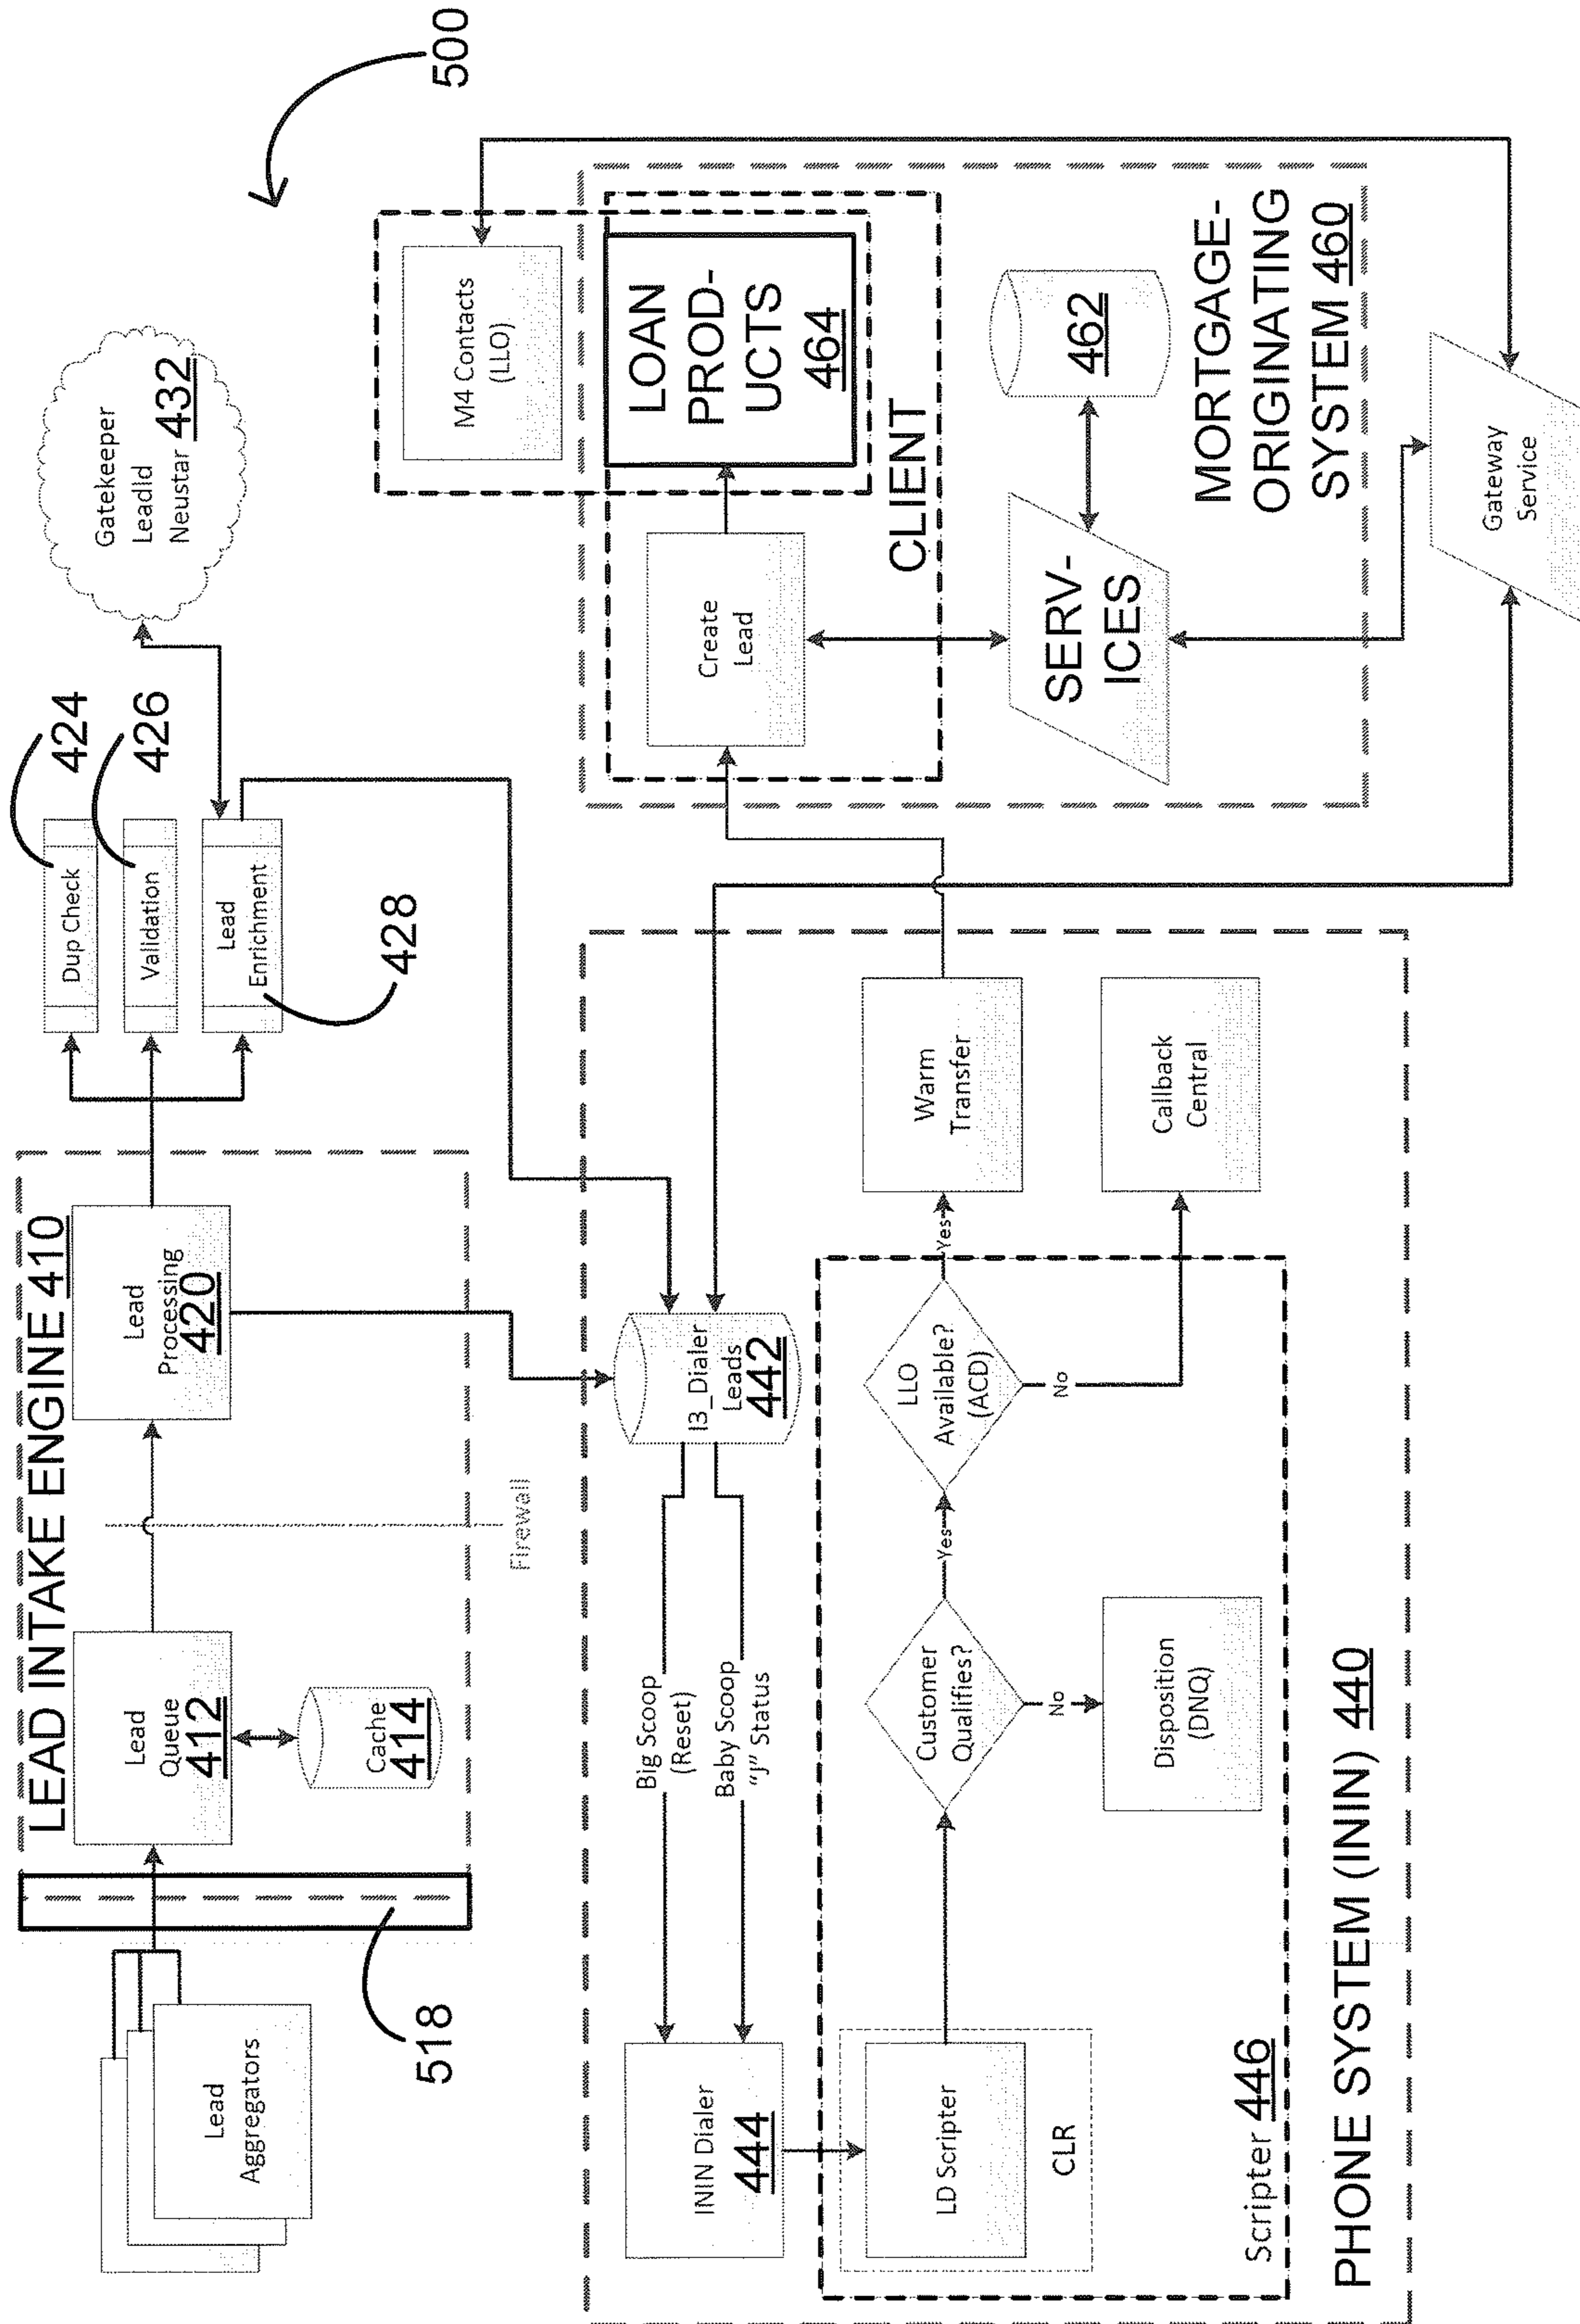 500
LEAD INTAKE ENGINE 410
Lead
Aggregators
518
Lead
Queue
412
Cache
414
Firewall
Lead
Processing
420
Dup Check
424
Validation
426
Lead
Enrichment
428
Gatekeeper
LeadId
Neustar 432
ININ Dialer
444
Big Scoop
(Reset)
Baby Scoop
"J" Status
I3_Dialer
Leads
442
LD Scripter
CLR
Customer
Qualifies?
Yes
No
Disposition
(DNQ)
LLO
Available?
(ACD)
Yes
No
Warm
Transfer
Callback
Central
Scripter 446
PHONE SYSTEM (ININ) 440
M4 Contacts
(LLO)
Create
Lead
LOAN
PROD-
UCTS
464
CLIENT
SERV-
ICES
462
MORTGAGE-
ORIGINATING
SYSTEM 460
Gateway
Service